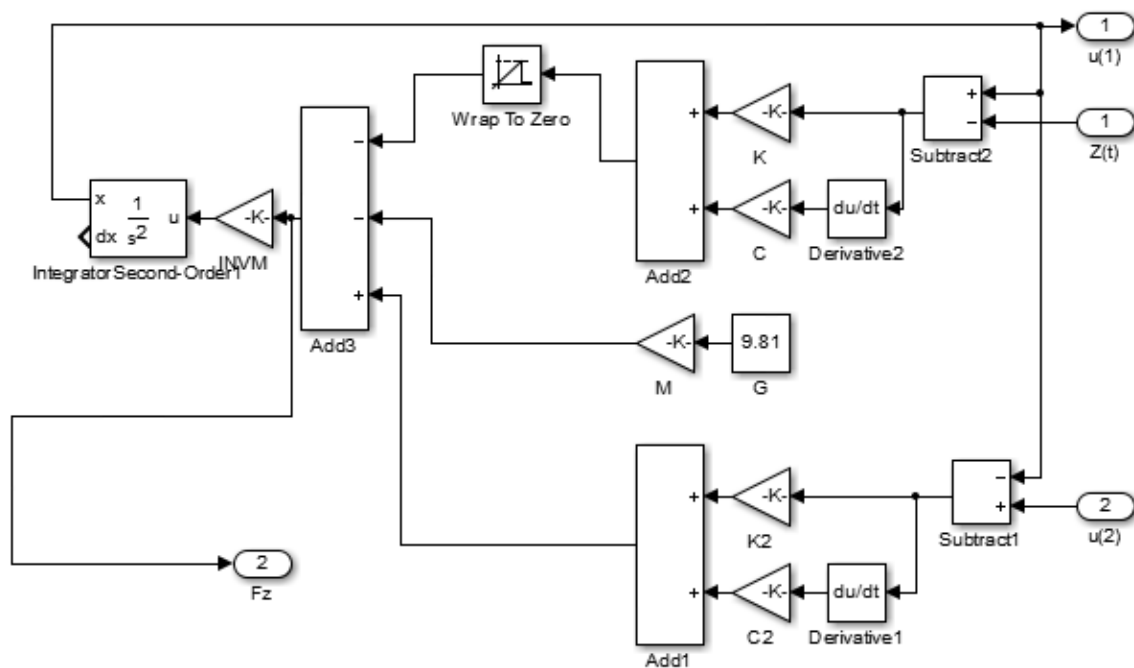 1
u(1)
+
−
Subtract2
1
Z(t)
Wrap To Zero
+
+
Add2
-K-
K
-K-
C
du/dt
Derivative2
x
dx
1
s2
u
IntegratorSecond-Order1
-K-
INVM
−
−
+
Add3
-K-
M
9.81
G
+
+
Add1
-K-
K2
-K-
C2
du/dt
Derivative1
−
+
Subtract1
2
u(2)
2
Fz